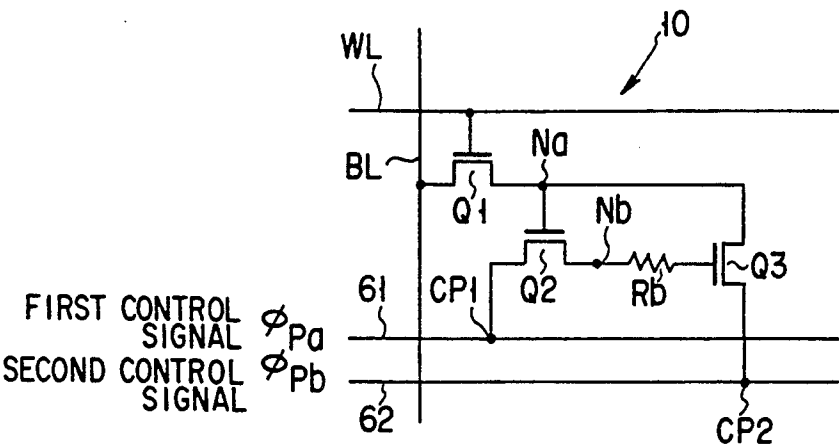 10
WL
BL
Na
Q1
Nb
Q2
Rb
Q3
61
CP1
FIRST CONTROL
SIGNAL ϕPa
SECOND CONTROL
SIGNAL ϕPb
62
CP2